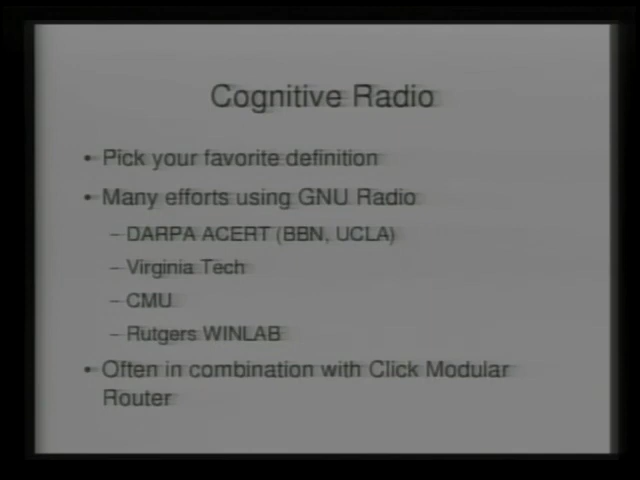 Cognitive Radio
• Pick your favorite definition
• Many efforts using GNU Radio
– DARPA ACERT (BBN, UCLA)
– Virginia Tech
– CMU
– Rutgers WINLAB
• Often in combination with Click Modular
Router